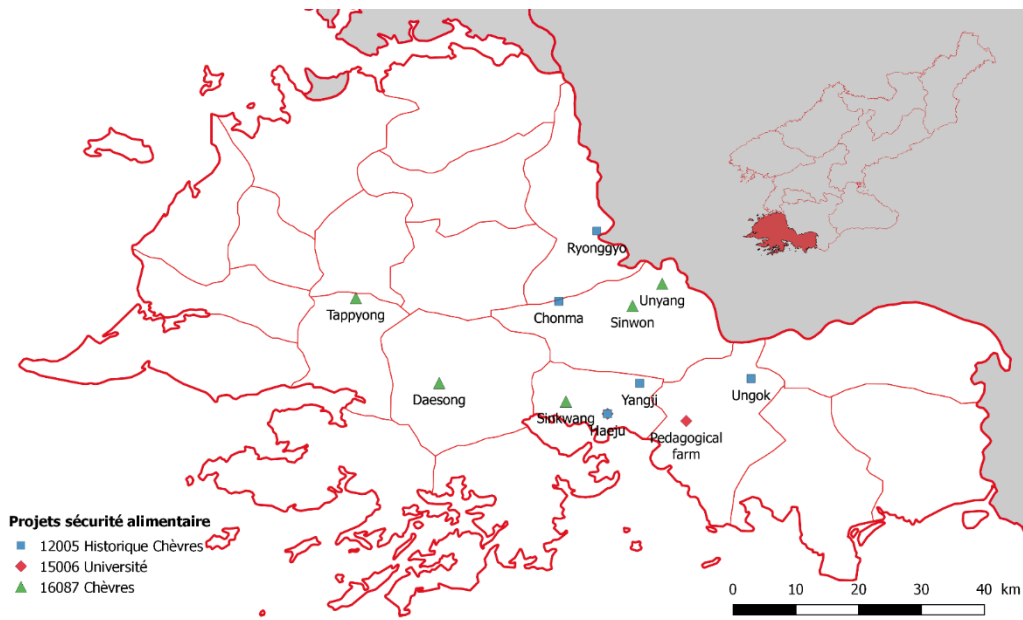 Ryonggyo
Unyang
Tappyong
Chonma
Sinwon
Daesong
Yangji
Ungok
Sinkwang
Haeju
Pedagogical
farm
Projets sécurité alimentaire
12005 Historique Chèvres
15006 Université
16087 Chèvres
0 10 20 30 40 km